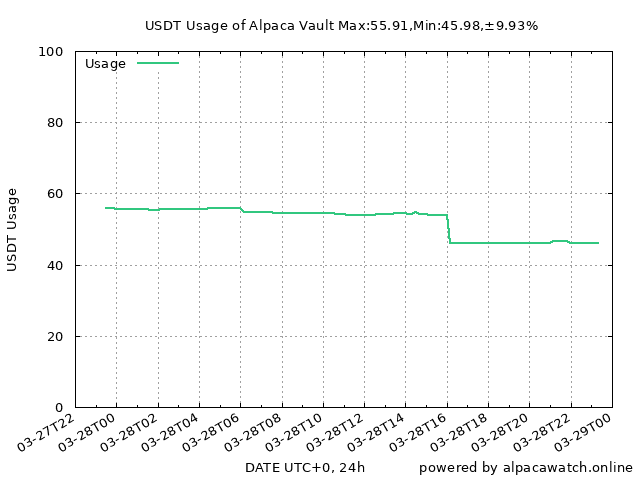 USDT Usage of Alpaca Vault Max:55.91,Min:45.98,±9.93%
Usage
100
80
60
40
20
0
USDT Usage
03-27T22
03-28T00
03-28T02
03-28T04
03-28T06
03-28T08
03-28T10
03-28T12
03-28T14
03-28T16
03-28T18
03-28T20
03-28T22
03-29T00
DATE UTC+0, 24h
powered by alpacawatch.online